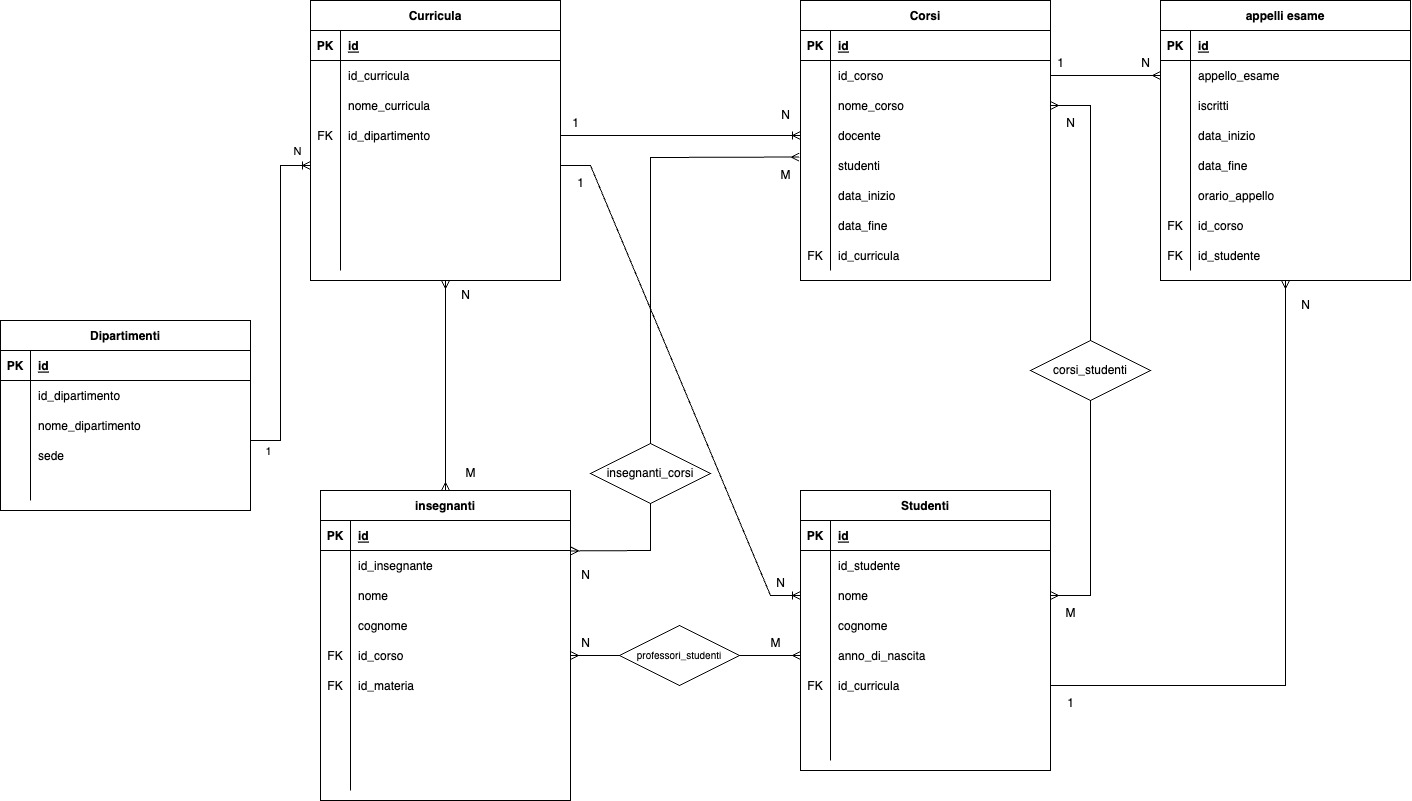 Curricula
PK id
id_curricula
nome_curricula
FK id_dipartimento
Corsi
PK id
id_corso
nome_corso
docente
studenti
data_inizio
data_fine
FK id_curricula
appelli esame
PK id
appello_esame
iscritti
data_inizio
data_fine
orario_appello
FK id_corso
FK id_studente
1 N
N
1 N
N
1
M
N
N
M
1
Dipartimenti
PK id
id_dipartimento
nome_dipartimento
sede
corsi_studenti
insegnanti_corsi
insegnanti
PK id
id_insegnante
nome
cognome
FK id_corso
FK id_materia
N
N
N
professori_studenti
M
Studenti
PK id
id_studente
nome
cognome
anno_di_nascita
FK id_curricula
M
1